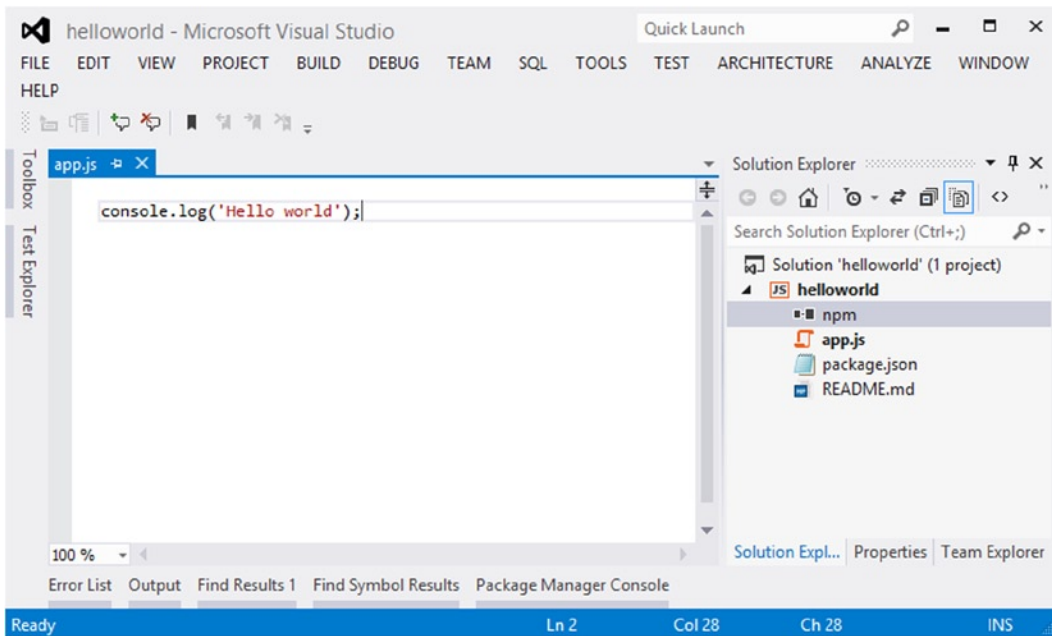 helloworld - Microsoft Visual Studio
Quick Launch
FILE EDIT VIEW PROJECT BUILD DEBUG TEAM SQL TOOLS TEST ARCHITECTURE ANALYZE WINDOW
HELP
Toolbox
Test Explorer
app.js
console.log('Hello world');
100 %
Solution Explorer
Search Solution Explorer (Ctrl+;)
Solution 'helloworld' (1 project)
JS helloworld
npm
app.js
package.json
README.md
Solution Expl... Properties Team Explorer
Error List Output Find Results 1 Find Symbol Results Package Manager Console
Ready Ln 2 Col 28 Ch 28 INS